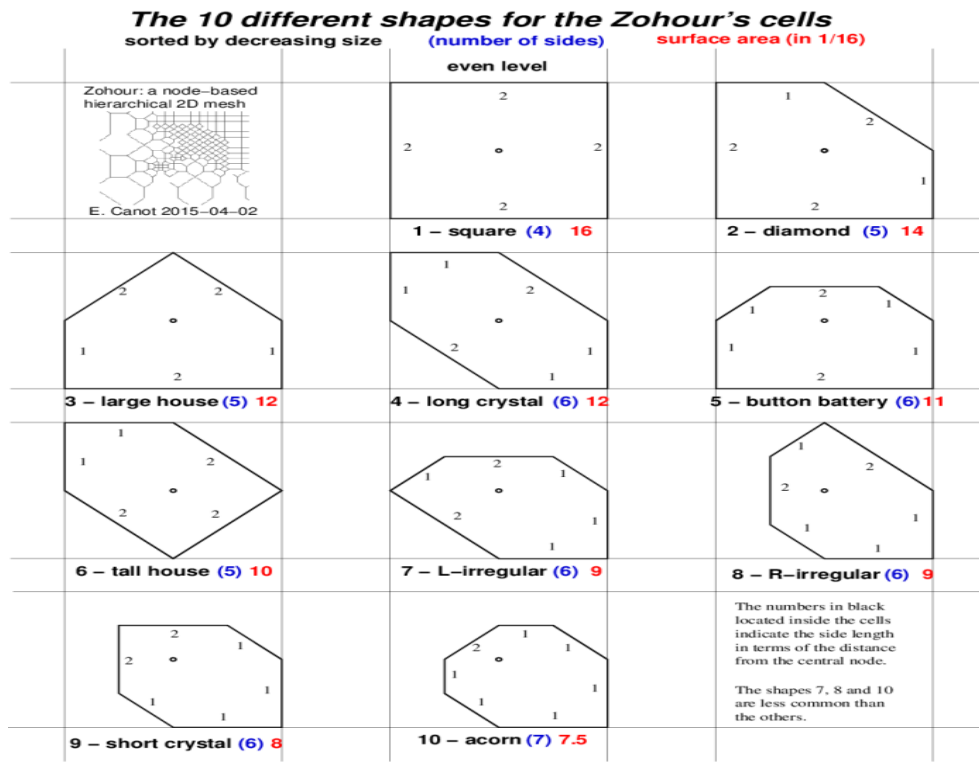 The 10 different shapes for the Zohour's cells
sorted by decreasing size (number of sides) surface area (in 1/16)
even level
Zohour: a node-based
hierarchical 2D mesh
E. Canot 2015-04-02
2
2 2
2
1 - square (4) 16
1
2
2
1
2
2 - diamond (5) 14
2 2
1 1
2
3 - large house (5) 12
1
1 2
2 1
1
4 - long crystal (6) 12
2
1 1
1 1
2
5 - button battery (6) 11
1
1 2
2 2
6 - tall house (5) 10
2
1 1
2 1
1
7 - L-irregular (6) 9
1
2
2
1
1
1
8 - R-irregular (6) 9
2
1
2
1
1
1
9 - short crystal (6) 8
1
2 1
1
1
1
1
10 - acorn (7) 7.5
The numbers in black
located inside the cells
indicate the side length
in terms of the distance
from the central node.
The shapes 7, 8 and 10
are less common than
the others.